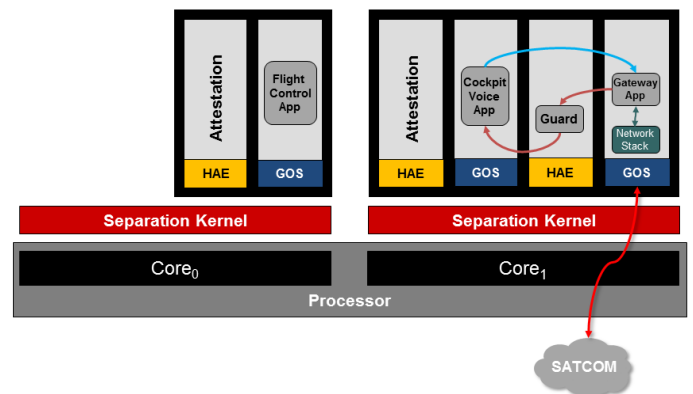 Attestation
Flight
Control
App
HAE
GOS
Attestation
Cockpit
Voice
App
Guard
Gateway
App
Network
Stack
HAE
GOS
HAE
GOS
Separation Kernel
Separation Kernel
Core₀
Core₁
Processor
SATCOM